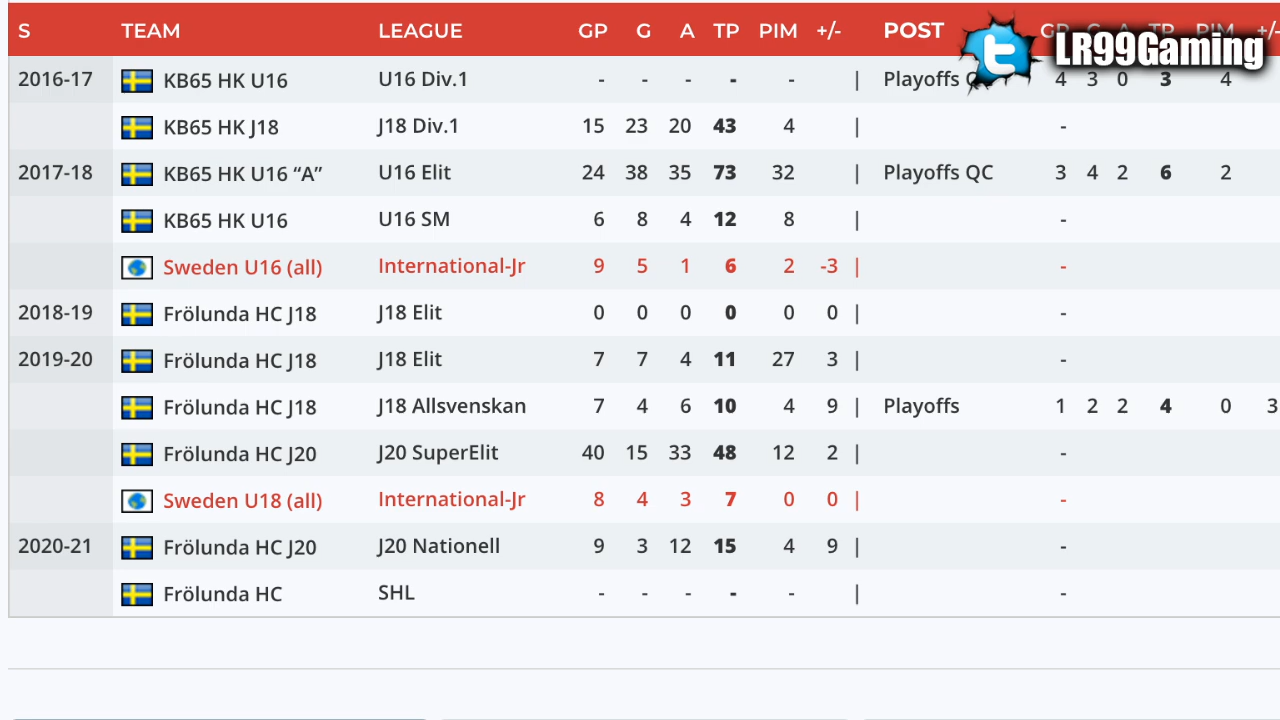 S TEAM LEAGUE GP G A TP PIM +/- POST GP G A TP PIM +/-
LR99Gaming
2016-17 KB65 HK U16 U16 Div.1 - - - - - | Playoffs 4 3 0 3 4
KB65 HK J18 J18 Div.1 15 23 20 43 4 | -
2017-18 KB65 HK U16 “A” U16 Elit 24 38 35 73 32 | Playoffs QC 3 4 2 6 2
KB65 HK U16 U16 SM 6 8 4 12 8 | -
Sweden U16 (all) International-Jr 9 5 1 6 2 -3 | -
2018-19 Frölunda HC J18 J18 Elit 0 0 0 0 0 0 |
2019-20 Frölunda HC J18 J18 Elit 7 7 4 11 27 3 | -
Frölunda HC J18 J18 Allsvenskan 7 4 6 10 4 9 | Playoffs 1 2 2 4 0 3
Frölunda HC J20 J20 SuperElit 40 15 33 48 12 2 | -
Sweden U18 (all) International-Jr 8 4 3 7 0 0 | -
2020-21 Frölunda HC J20 J20 Nationell 9 3 12 15 4 9 | -
Frölunda HC SHL - - - - - | -